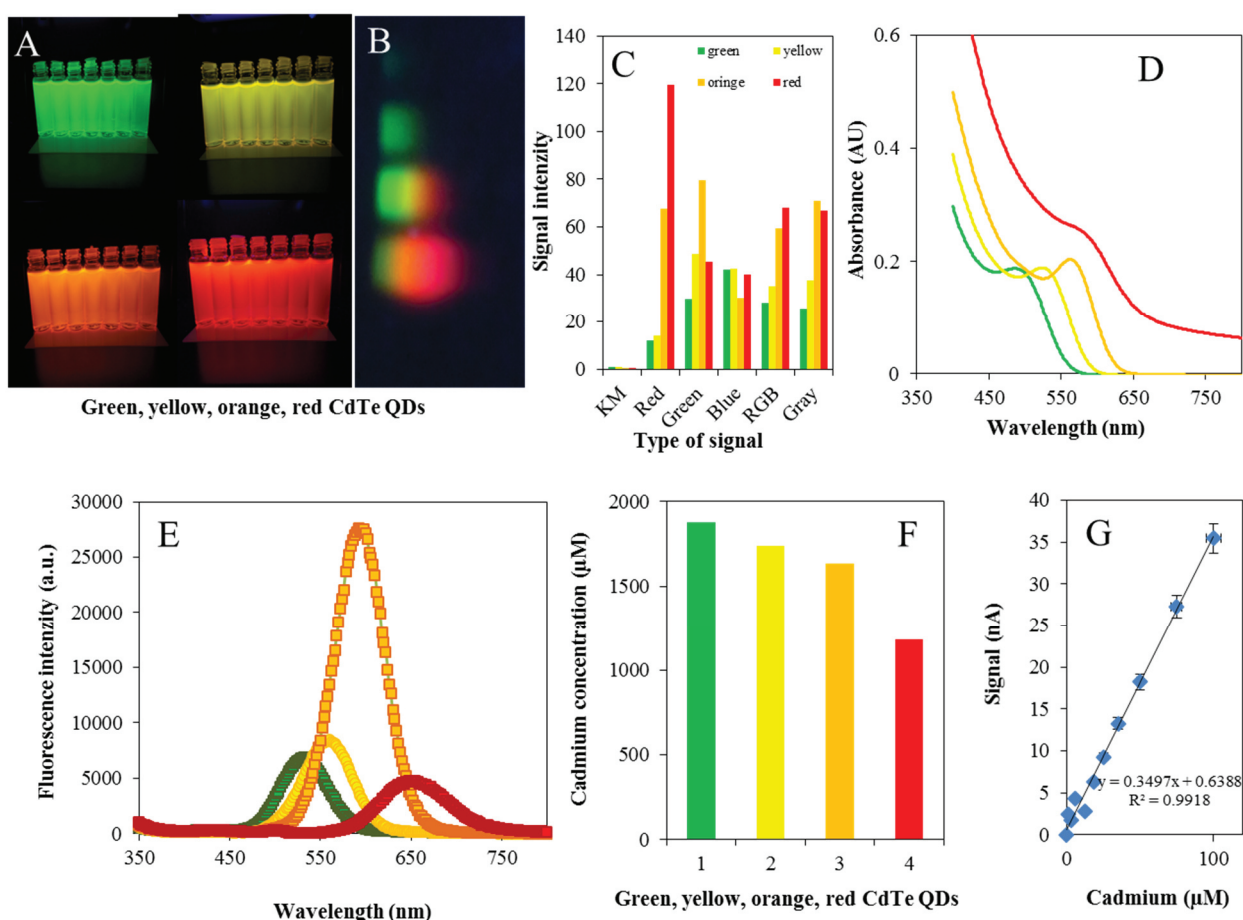 A
B
Green, yellow, orange, red CdTe QDs
C
green
yellow
oringe
red
Signal intenzity
140
120
100
80
60
40
20
0
KM
Red
Green
Blue
RGB
Gray
Type of signal
D
Absorbance (AU)
0.6
0.4
0.2
0
350
450
550
650
750
Wavelength (nm)
E
Fluorescence intenzity (a.u.)
30000
25000
20000
15000
10000
5000
0
350
450
550
650
750
Wavelength (nm)
F
Cadmium concentration (µM)
2000
1500
1000
500
0
1
2
3
4
Green, yellow, orange, red CdTe QDs
G
Signal (nA)
40
35
30
25
20
15
10
5
0
y = 0.3497x + 0.6388
R² = 0.9918
0
100
Cadmium (µM)